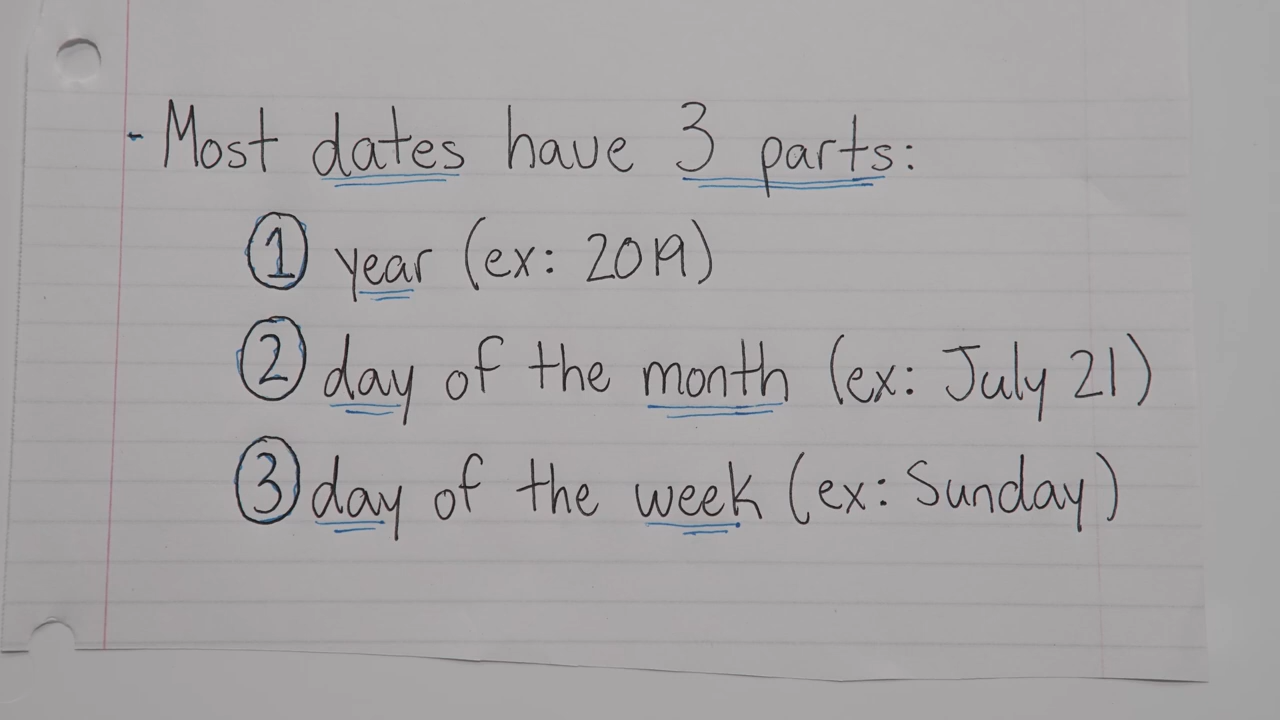 - Most dates have 3 parts:
① year (ex: 2019)
② day of the month (ex: July 21)
③ day of the week (ex: Sunday)